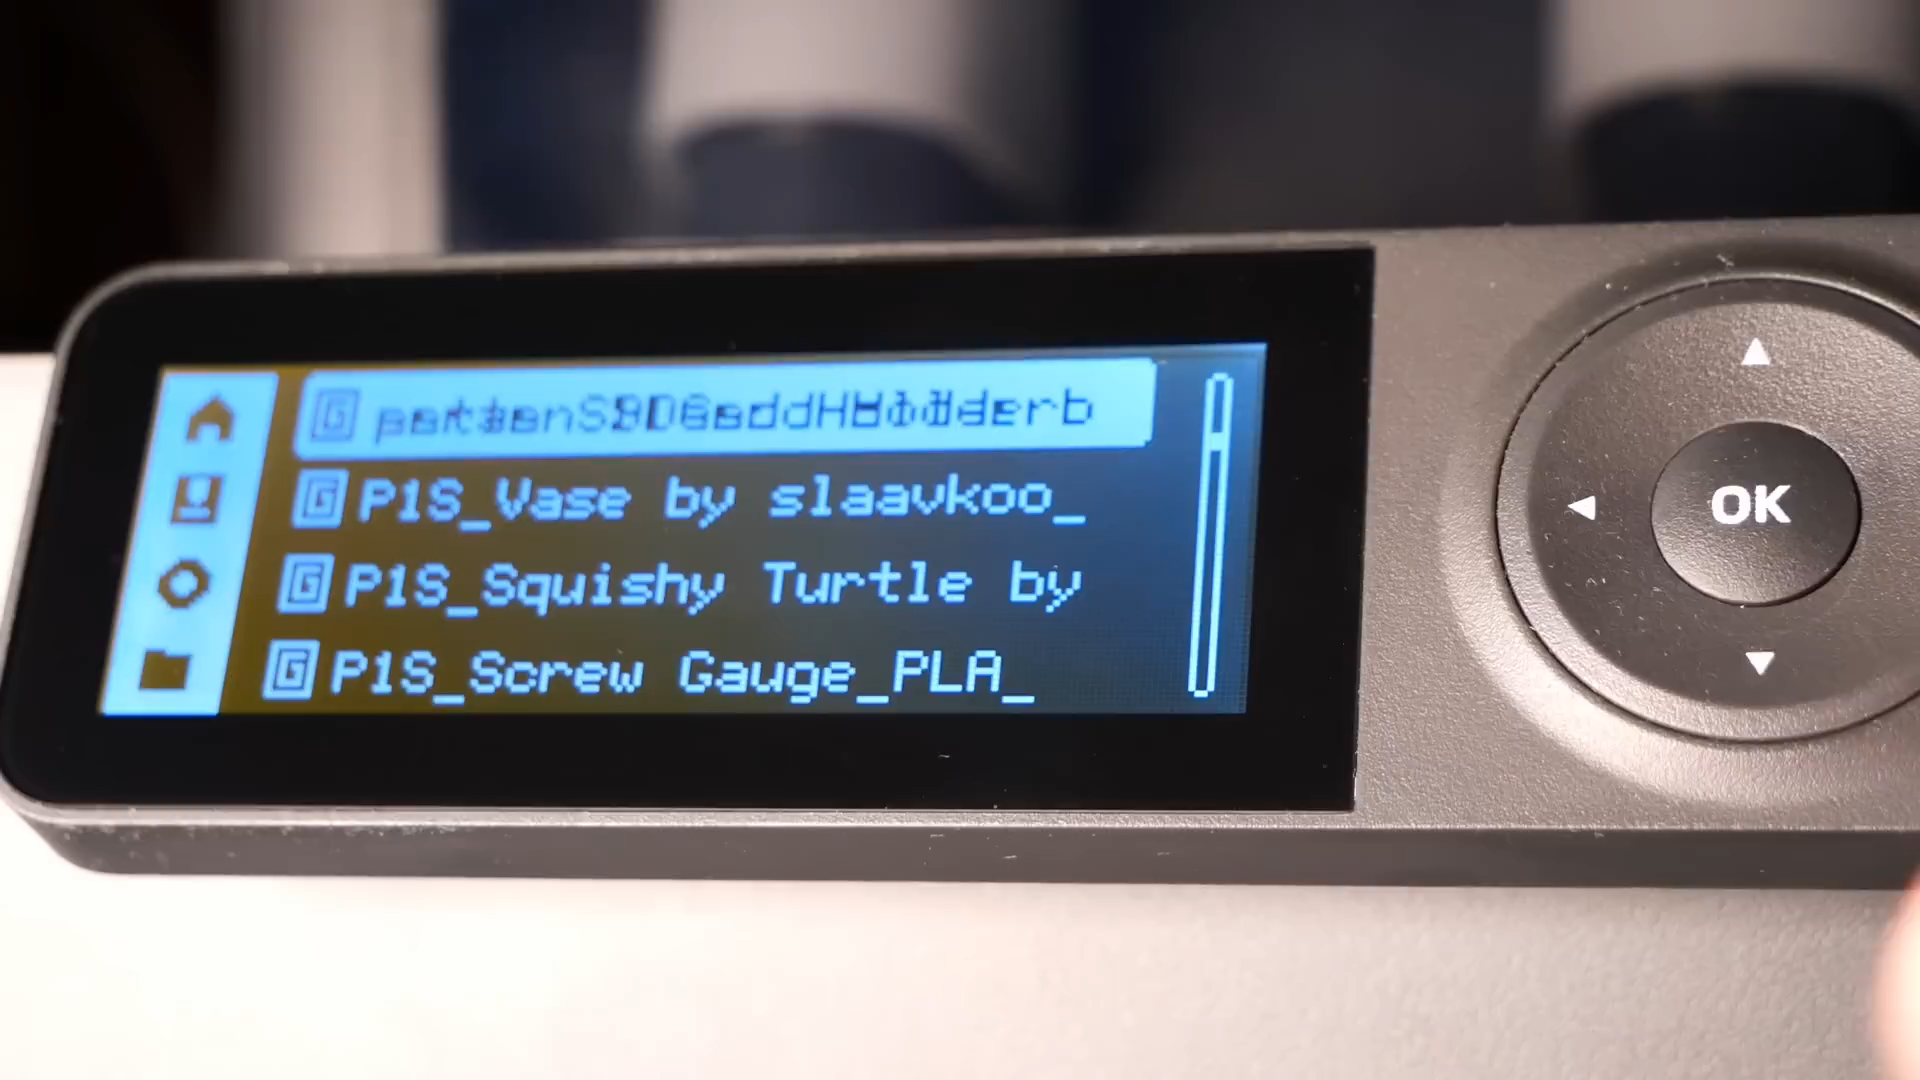 P1S_Vase by slaavkoo_
P1S_Squishy Turtle by
P1S_Screw Gauge_PLA_
OK